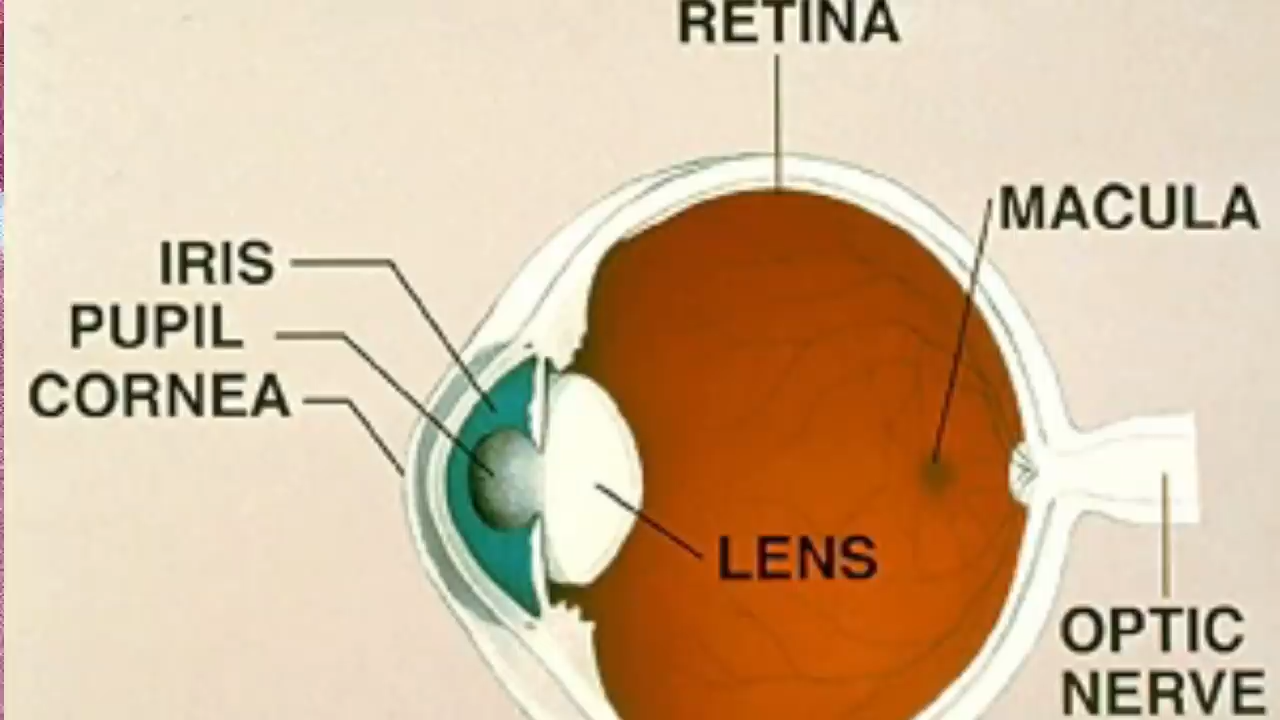 RETINA
MACULA
IRIS
PUPIL
CORNEA
LENS
OPTIC
NERVE